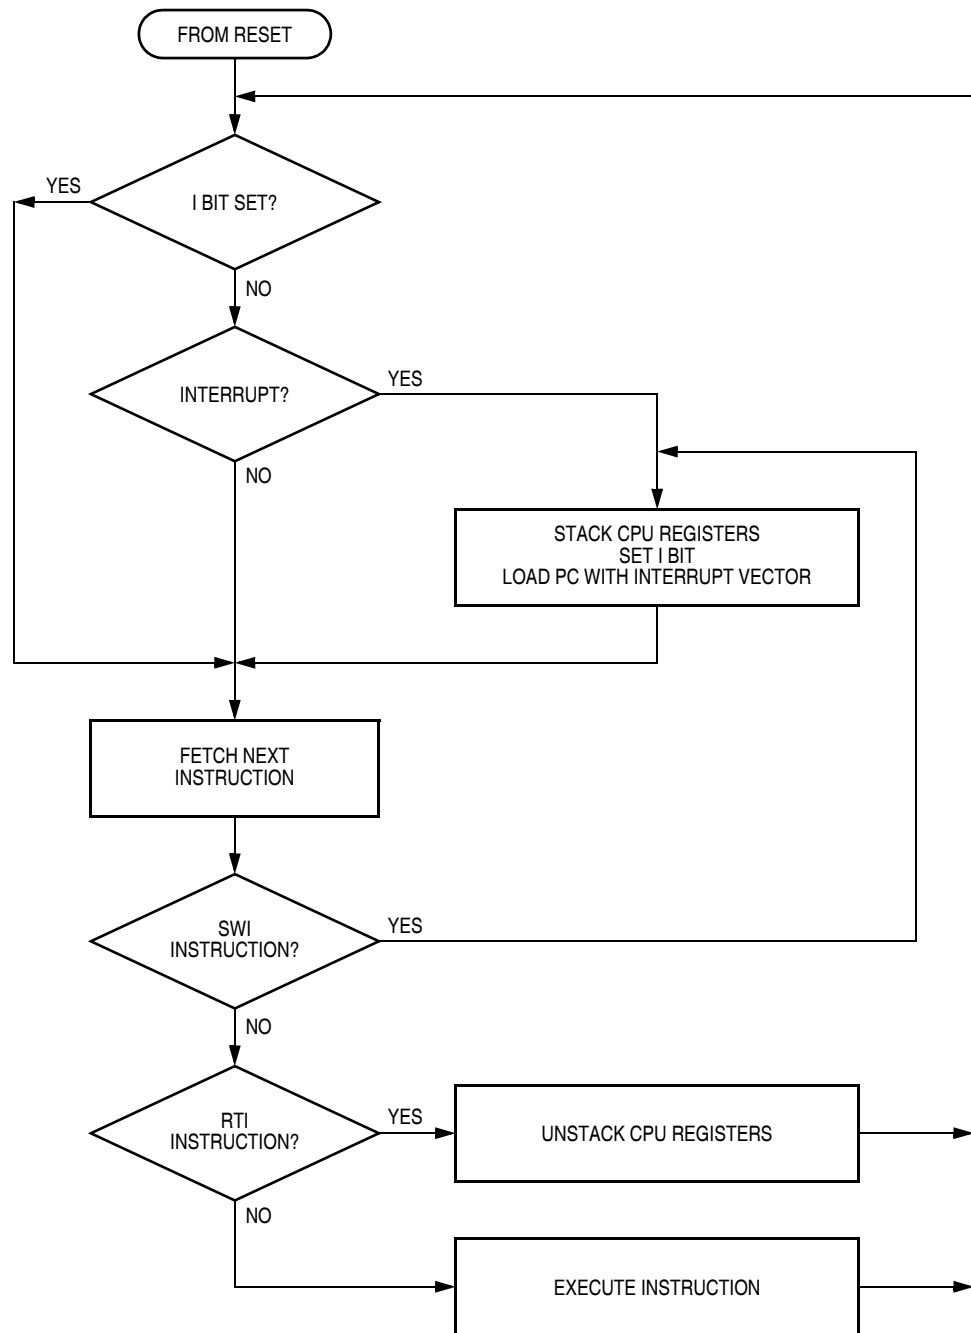 FROM RESET
YES
I BIT SET?
NO
INTERRUPT?
YES
NO
STACK CPU REGISTERS
SET I BIT
LOAD PC WITH INTERRUPT VECTOR
FETCH NEXT
INSTRUCTION
SWI
INSTRUCTION?
YES
NO
RTI
INSTRUCTION?
YES
UNSTACK CPU REGISTERS
NO
EXECUTE INSTRUCTION